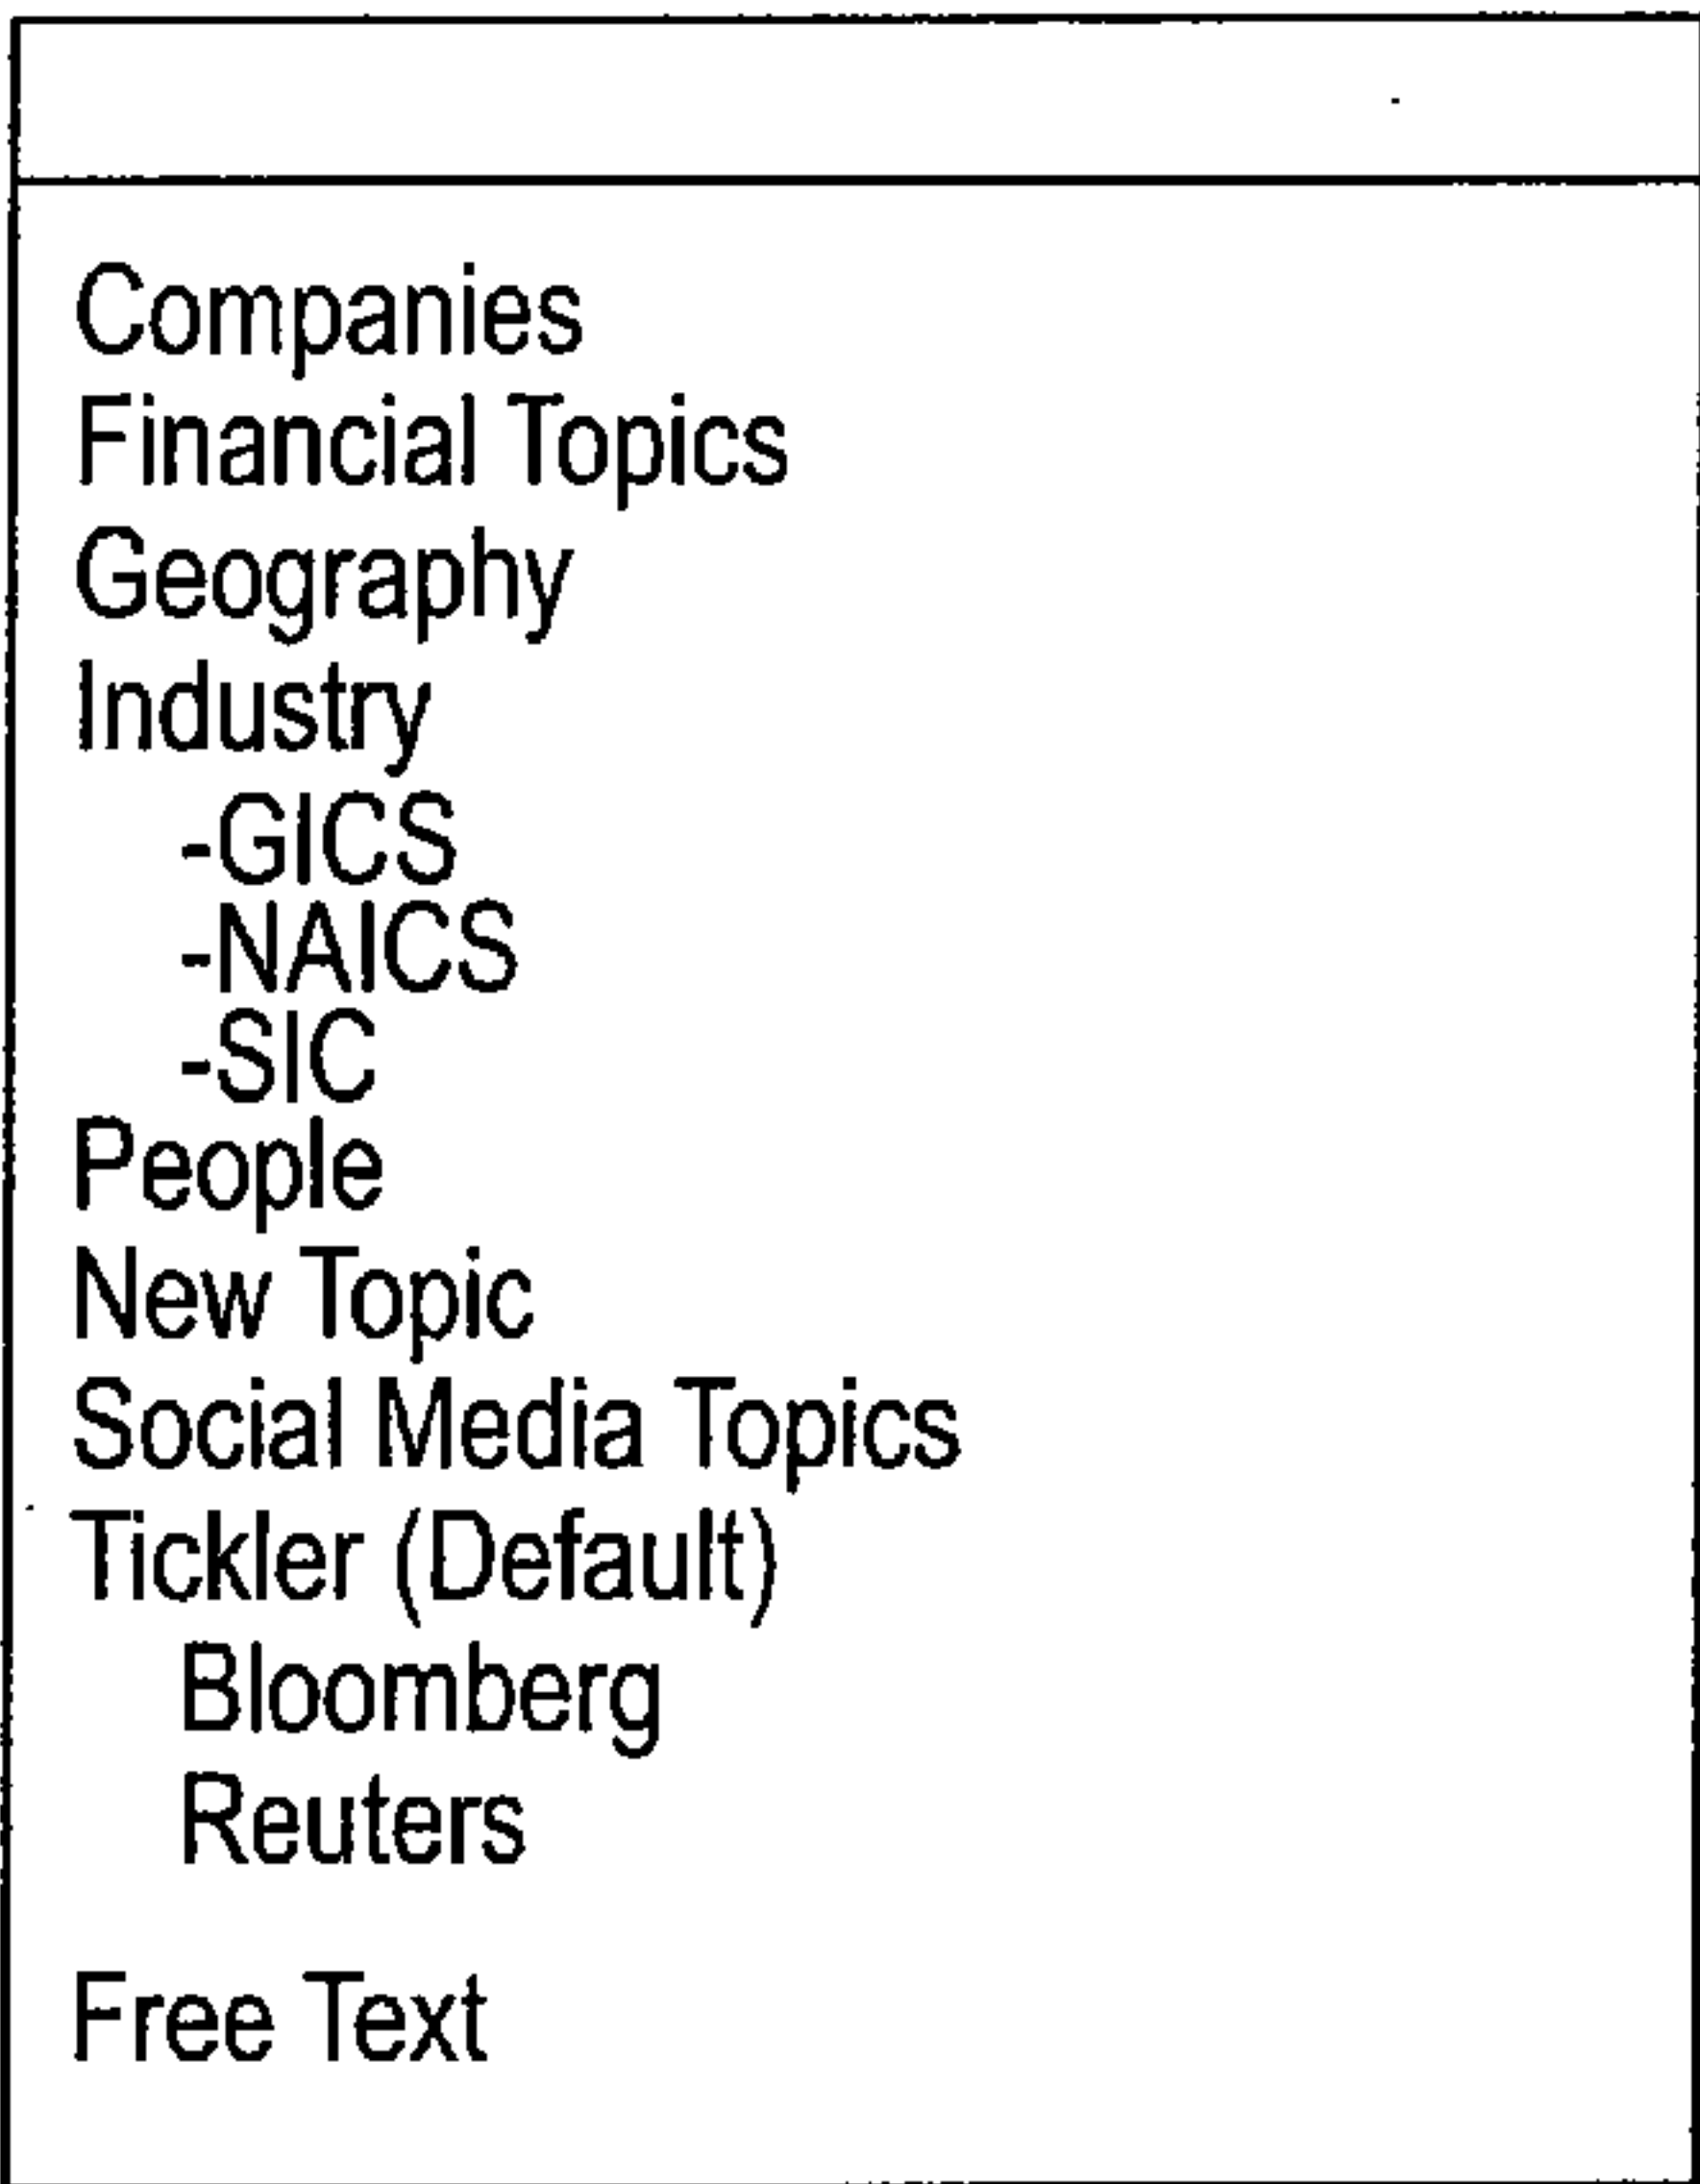 Companies
Financial Topics
Geography
Industry
-GICS
-NAICS
-SIC
People
New Topic
Social Media Topics
Tickler (Default)
Bloomberg
Reuters
Free Text